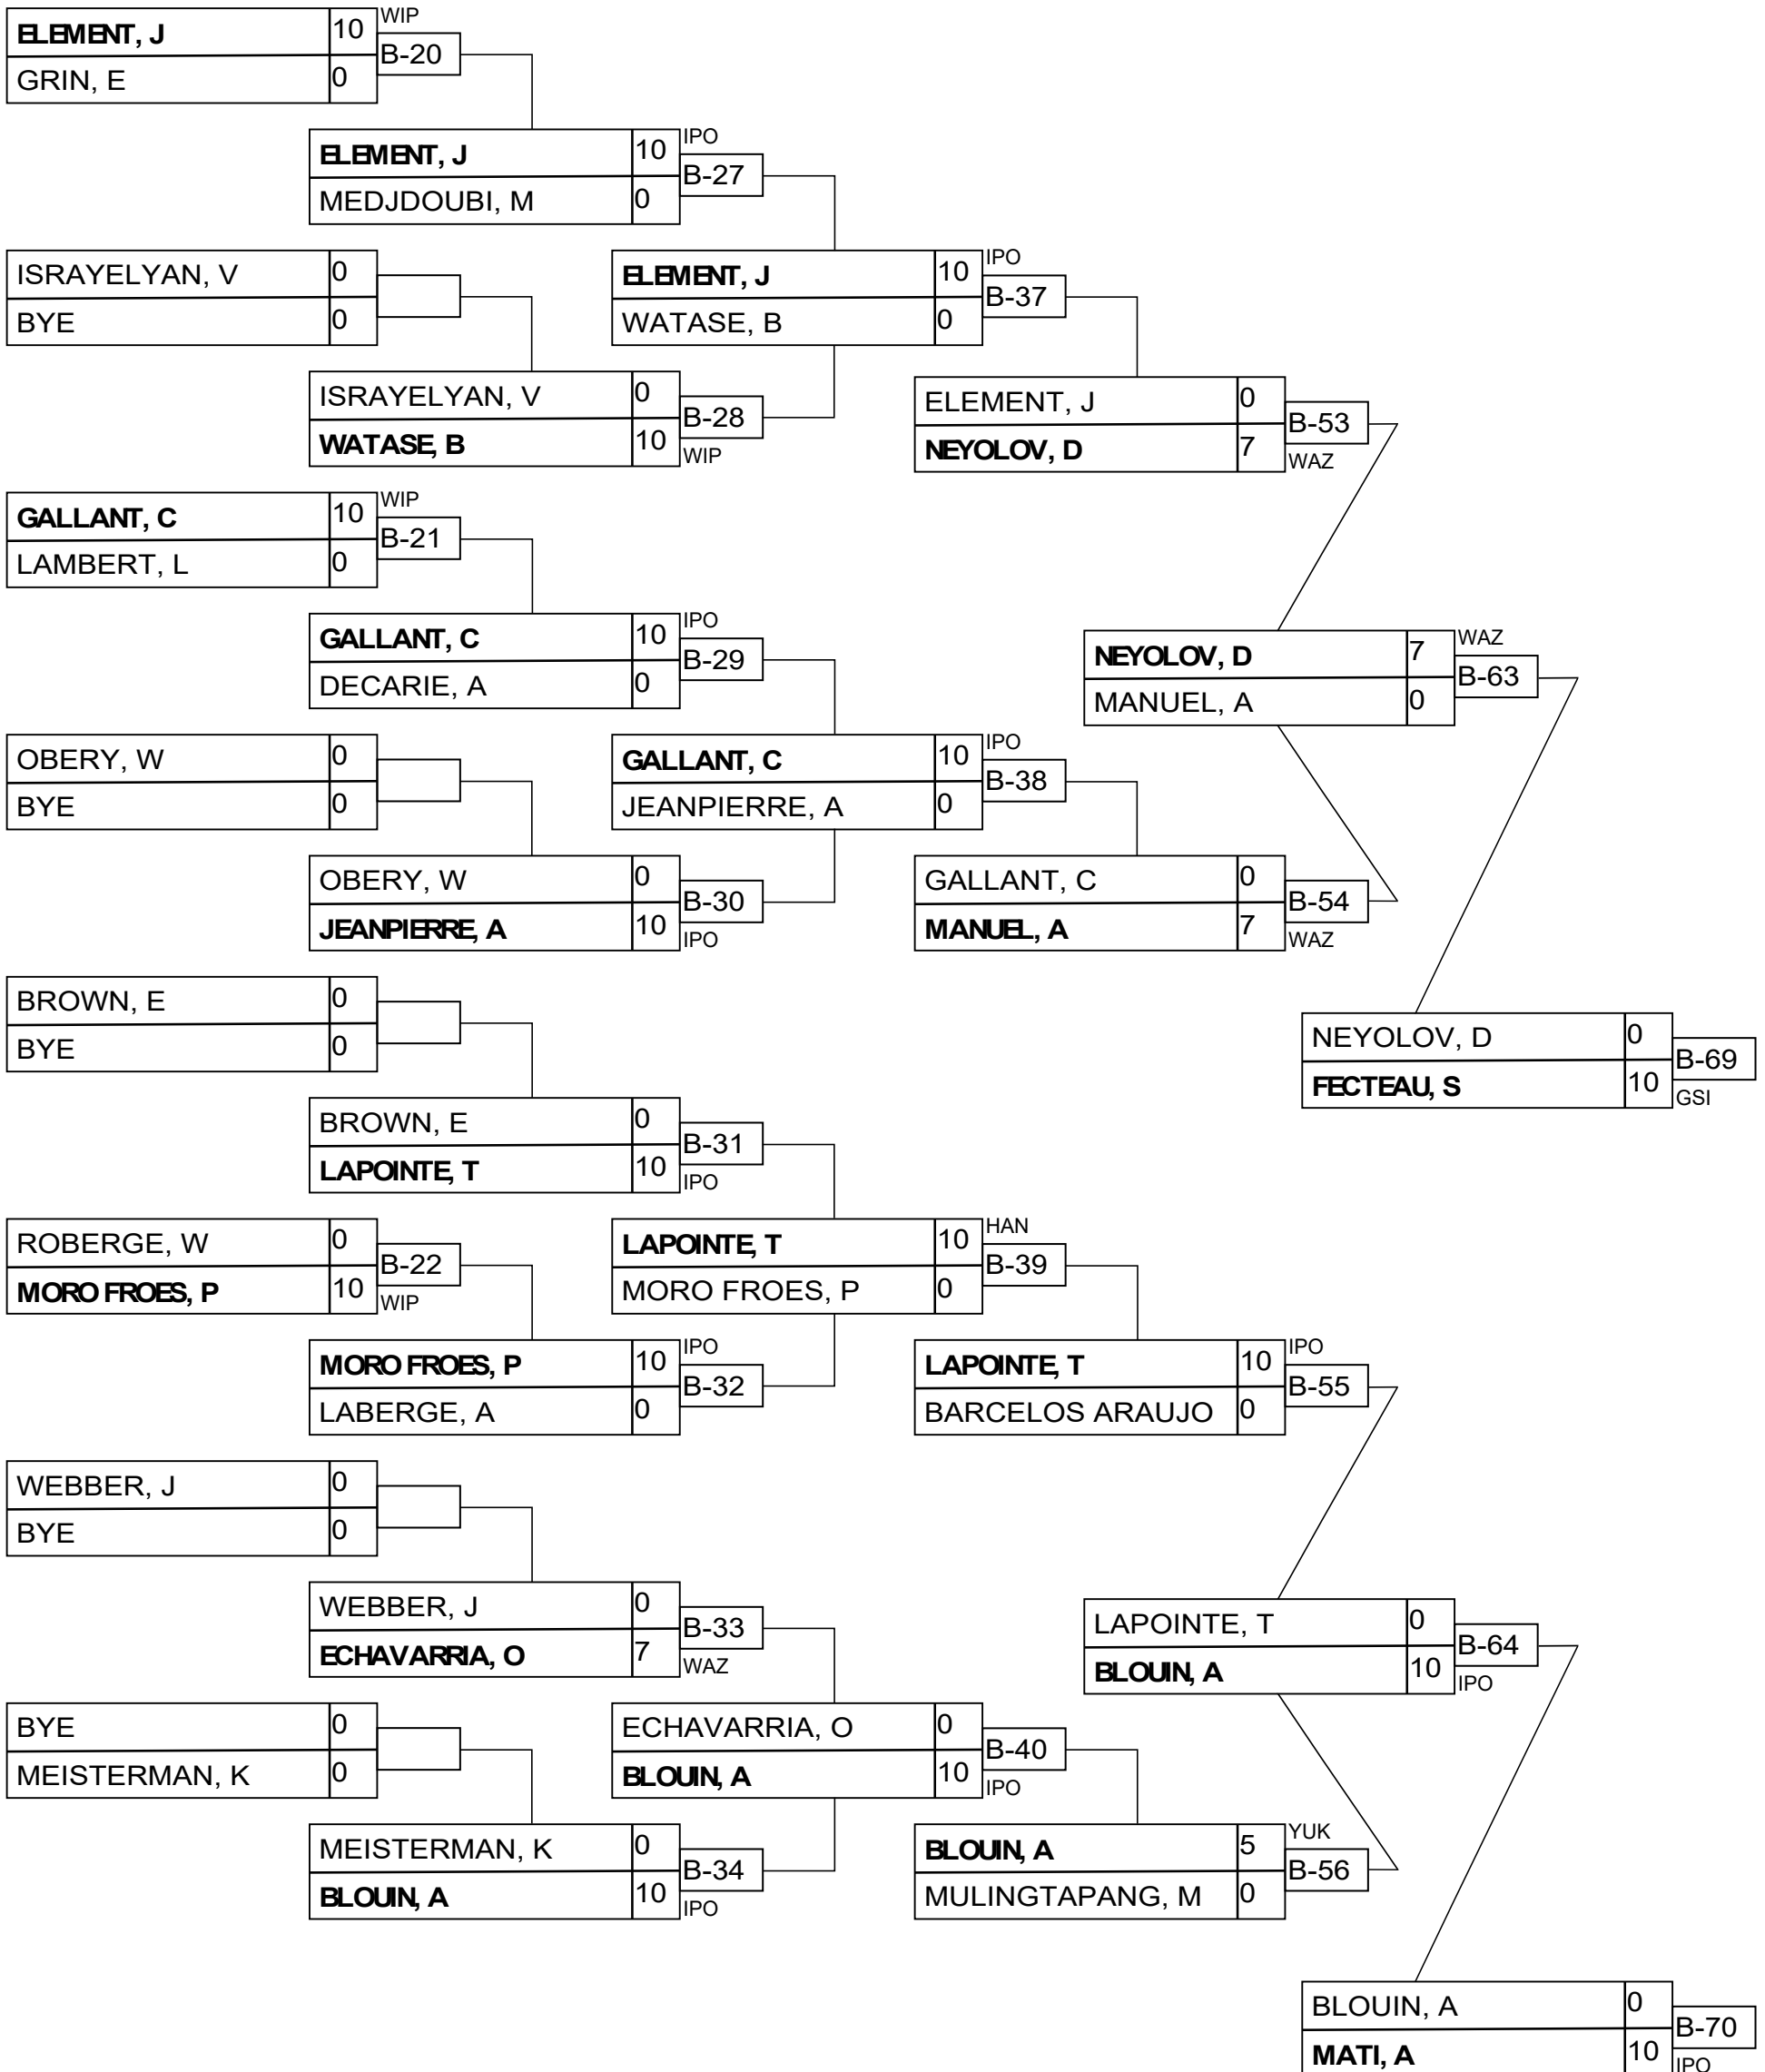 ELEMENT, J 10 WIP
B-20
GRIN, E 0
ELEMENT, J 10 IPO
B-27
MEDJDOUBI, M 0
ISRAYELYAN, V 0
BYE 0
ELEMENT, J 10 IPO
B-37
WATASE, B 0
ISRAYELYAN, V 0
B-28
WATASE, B 10 WIP
ELEMENT, J 0
B-53
NEYOLOV, D 7 WAZ
GALLANT, C 10 WIP
B-21
LAMBERT, L 0
GALLANT, C 10 IPO
B-29
DECARIE, A 0
NEYOLOV, D 7 WAZ
B-63
MANUEL, A 0
OBERY, W 0
BYE 0
GALLANT, C 10 IPO
B-38
JEANPIERRE, A 0
OBERY, W 0
B-30
JEANPIERRE, A 10 IPO
GALLANT, C 0
B-54
MANUEL, A 7 WAZ
BROWN, E 0
BYE 0
NEYOLOV, D 0
B-69
FECTEAU, S 10 GSI
BROWN, E 0
B-31
LAPOINTE, T 10 IPO
ROBERGE, W 0
B-22
MORO FROES, P 10 WIP
LAPOINTE, T 10 HAN
B-39
MORO FROES, P 0
MORO FROES, P 10 IPO
B-32
LABERGE, A 0
LAPOINTE, T 10 IPO
B-55
BARCELOS ARAUJO 0
WEBBER, J 0
BYE 0
WEBBER, J 0
B-33
ECHAVARRIA, O 7 WAZ
LAPOINTE, T 0
B-64
BLOUIN, A 10 IPO
BYE 0
MEISTERMAN, K 0
ECHAVARRIA, O 0
B-40
BLOUIN, A 10 IPO
MEISTERMAN, K 0
B-34
BLOUIN, A 10 IPO
BLOUIN, A 5 YUK
B-56
MULINGTAPANG, M 0
BLOUIN, A 0
B-70
MATI, A 10 IPO